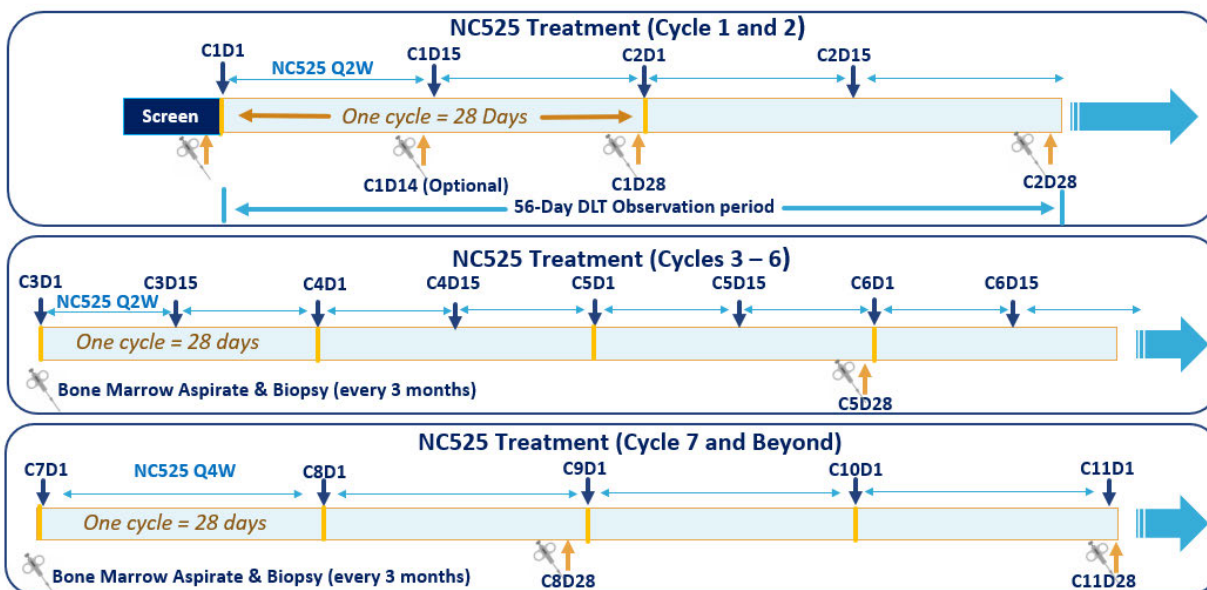 NC525 Treatment (Cycle 1 and 2)
C1D1 C1D15 C2D1 C2D15
NC525 Q2W
Screen One cycle = 28 Days
C1D14 (Optional) C1D28 C2D28
56-Day DLT Observation period
NC525 Treatment (Cycles 3 – 6)
C3D1 C3D15 C4D1 C4D15 C5D1 C5D15 C6D1 C6D15
NC525 Q2W
One cycle = 28 days
Bone Marrow Aspirate & Biopsy (every 3 months)
C5D28
NC525 Treatment (Cycle 7 and Beyond)
C7D1 NC525 Q4W C8D1 C9D1 C10D1 C11D1
One cycle = 28 days
Bone Marrow Aspirate & Biopsy (every 3 months) C8D28 C11D28